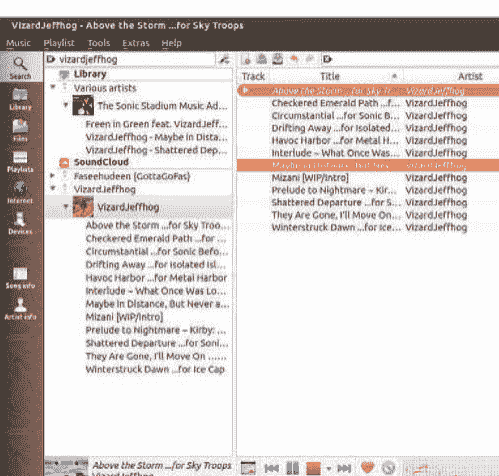 VizardJeffhog - Above the Storm ...for Sky Troops
Music Playlist Tools Extras Help
vizardjeffhog
Search
Library
Files
Playlists
Internet
Devices
Song info
Artist info
Library
Various artists
The Sonic Stadium Music Ad...
Freen in Green feat. VizardJeff...
VizardJeffhog - Maybe in Dista...
VizardJeffhog - Shattered Dep...
SoundCloud
Faseehudeen (GottaGoFas)
VizardJeffhog
VizardJeffhog
Above the Storm ...for Sky Troo...
Checkered Emerald Path ...for ...
Circumstantial ...for Sonic Befo...
Drifting Away ...for Isolated Isl...
Havoc Harbor ...for Metal Harbor
Interlude – What Once Was Lo...
Maybe in Distance, But Never a...
Mizani [WIP/Intro]
Prelude to Nightmare – Kirby: ...
Shattered Departure ...for Soni...
They Are Gone, I'll Move On ......
Winterstruck Dawn ...for Ice Cap
Track Title Artist
Above the Storm ...for Sky Tr... VizardJeffhog
Checkered Emerald Path ...f... VizardJeffhog
Circumstantial ...for Sonic B... VizardJeffhog
Drifting Away ...for Isolated... VizardJeffhog
Havoc Harbor ...for Metal H... VizardJeffhog
Interlude – What Once Was... VizardJeffhog
VizardJeffhog
Mizani [WIP/Intro] VizardJeffhog
Prelude to Nightmare – Kir... VizardJeffhog
Shattered Departure ...for S... VizardJeffhog
They Are Gone, I'll Move On... VizardJeffhog
Winterstruck Dawn ...for Ice... VizardJeffhog
Above the Storm ...for Sky Troops
VizardJeffhog